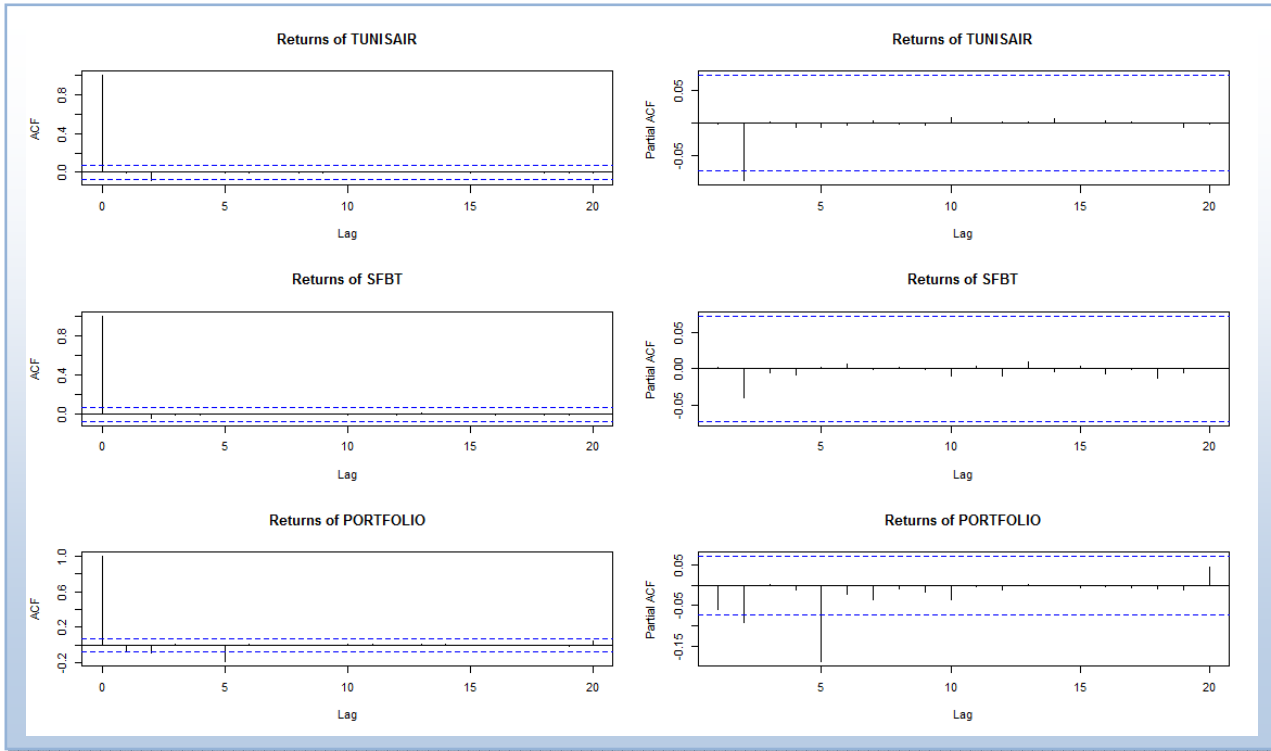 Returns of TUNISAIR
ACF
0.0 0.4 0.8
0 5 10 15 20
Lag
Returns of TUNISAIR
Partial ACF
-0.05 0.05
5 10 15 20
Lag
Returns of SFBT
ACF
0.0 0.4 0.8
0 5 10 15 20
Lag
Returns of SFBT
Partial ACF
-0.05 0.00 0.05
5 10 15 20
Lag
Returns of PORTFOLIO
ACF
-0.2 0.2 0.6 1.0
0 5 10 15 20
Lag
Returns of PORTFOLIO
Partial ACF
-0.15 -0.05 0.05
5 10 15 20
Lag